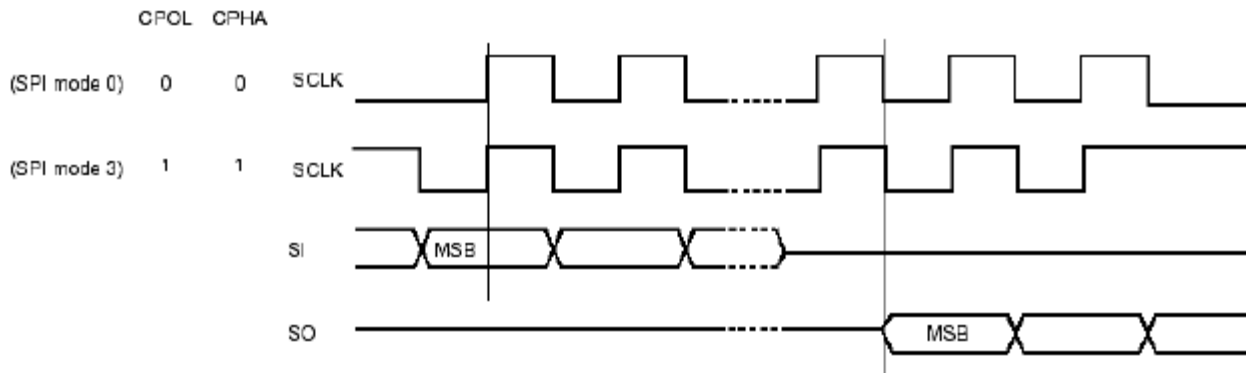 CPOL CPHA
(SPI mode 0) 0 0 SCLK
(SPI mode 3) 1 1 SCLK
SI MSB
SO MSB